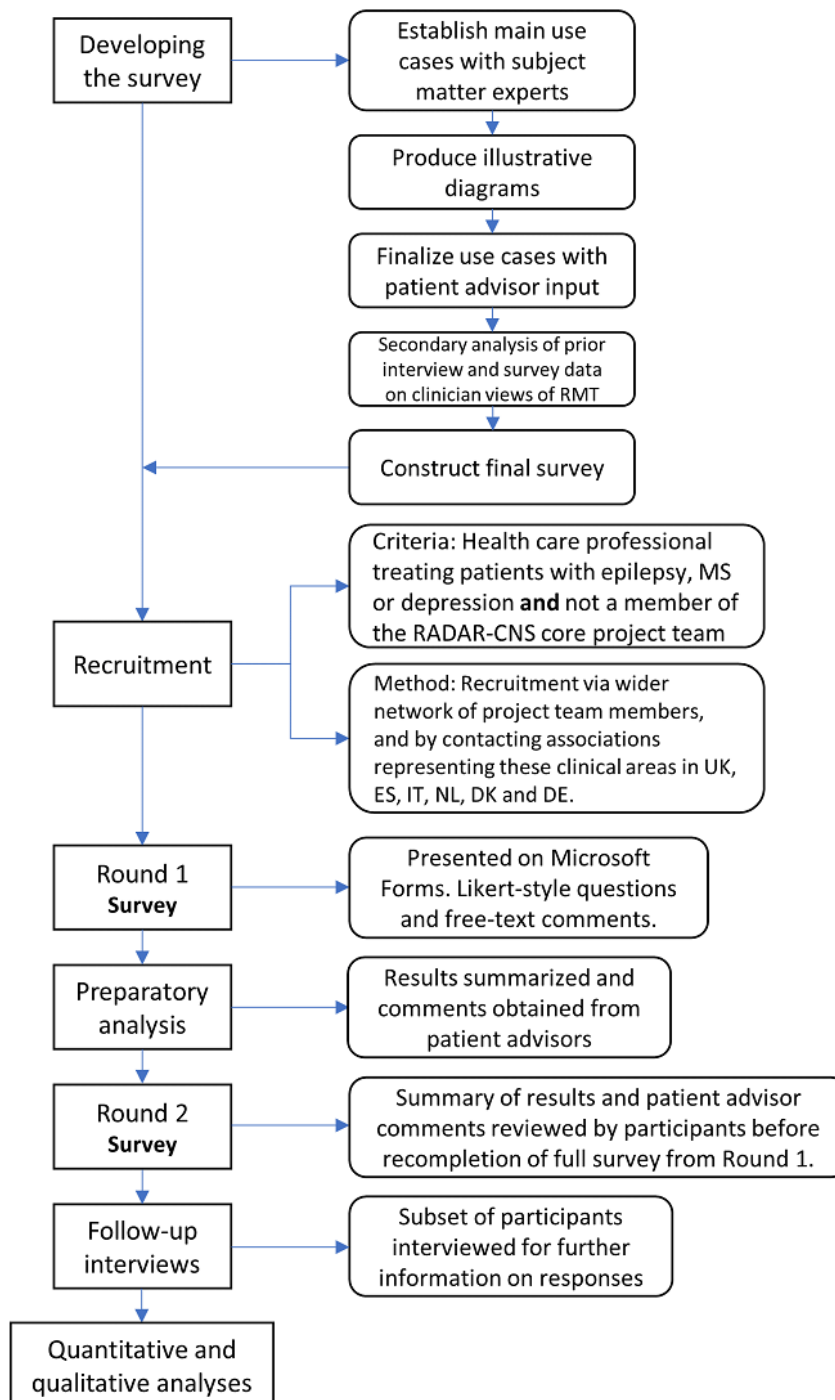 Developing
the survey
Establish main use
cases with subject
matter experts
Produce illustrative
diagrams
Finalize use cases with
patient advisor input
Secondary analysis of prior
interview and survey data
on clinician views of RMT
Construct final survey
Recruitment
Criteria: Health care professional
treating patients with epilepsy, MS
or depression and not a member of
the RADAR-CNS core project team
Method: Recruitment via wider
network of project team members,
and by contacting associations
representing these clinical areas in UK,
ES, IT, NL, DK and DE.
Round 1
Survey
Presented on Microsoft
Forms. Likert-style questions
and free-text comments.
Preparatory
analysis
Results summarized and
comments obtained from
patient advisors
Round 2
Survey
Summary of results and patient advisor
comments reviewed by participants before
recompletion of full survey from Round 1.
Follow-up
interviews
Subset of participants
interviewed for further
information on responses
Quantitative and
qualitative analyses